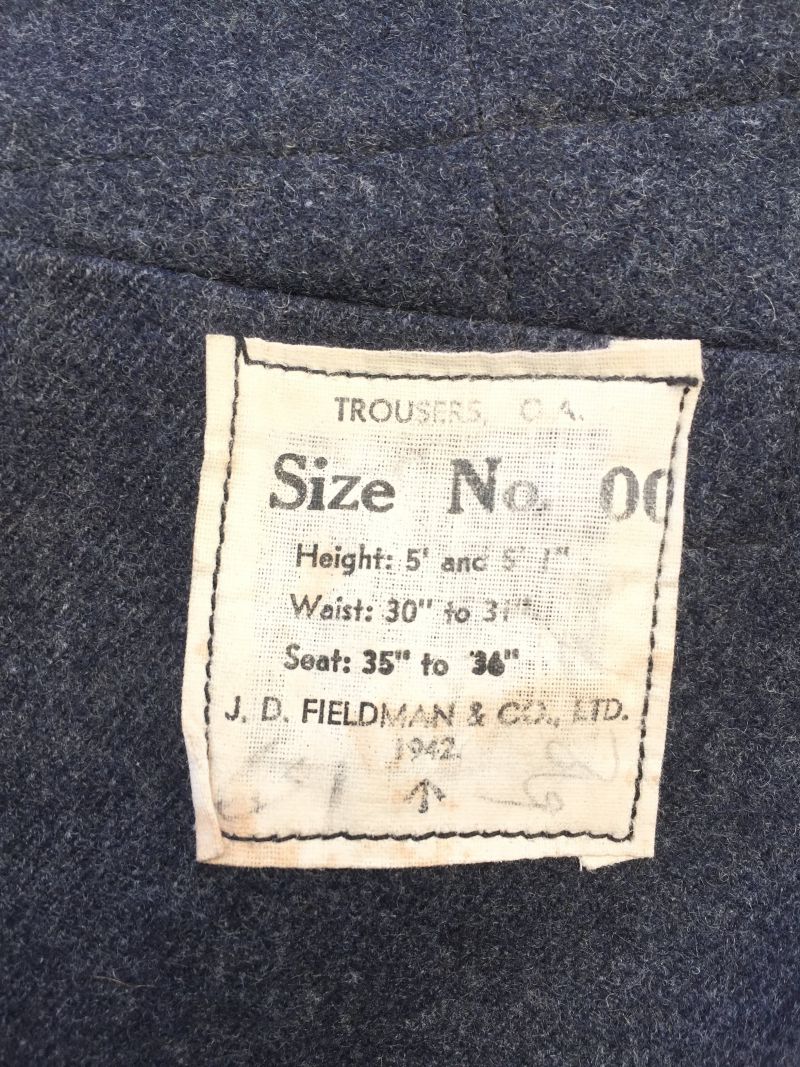 TROUSERS, O.A.
Size No. 00
Height: 5' and 5' 1"
Waist: 30" to 31"
Seat: 35" to 36"
J. D. FIELDMAN & CO., LTD.
1942.